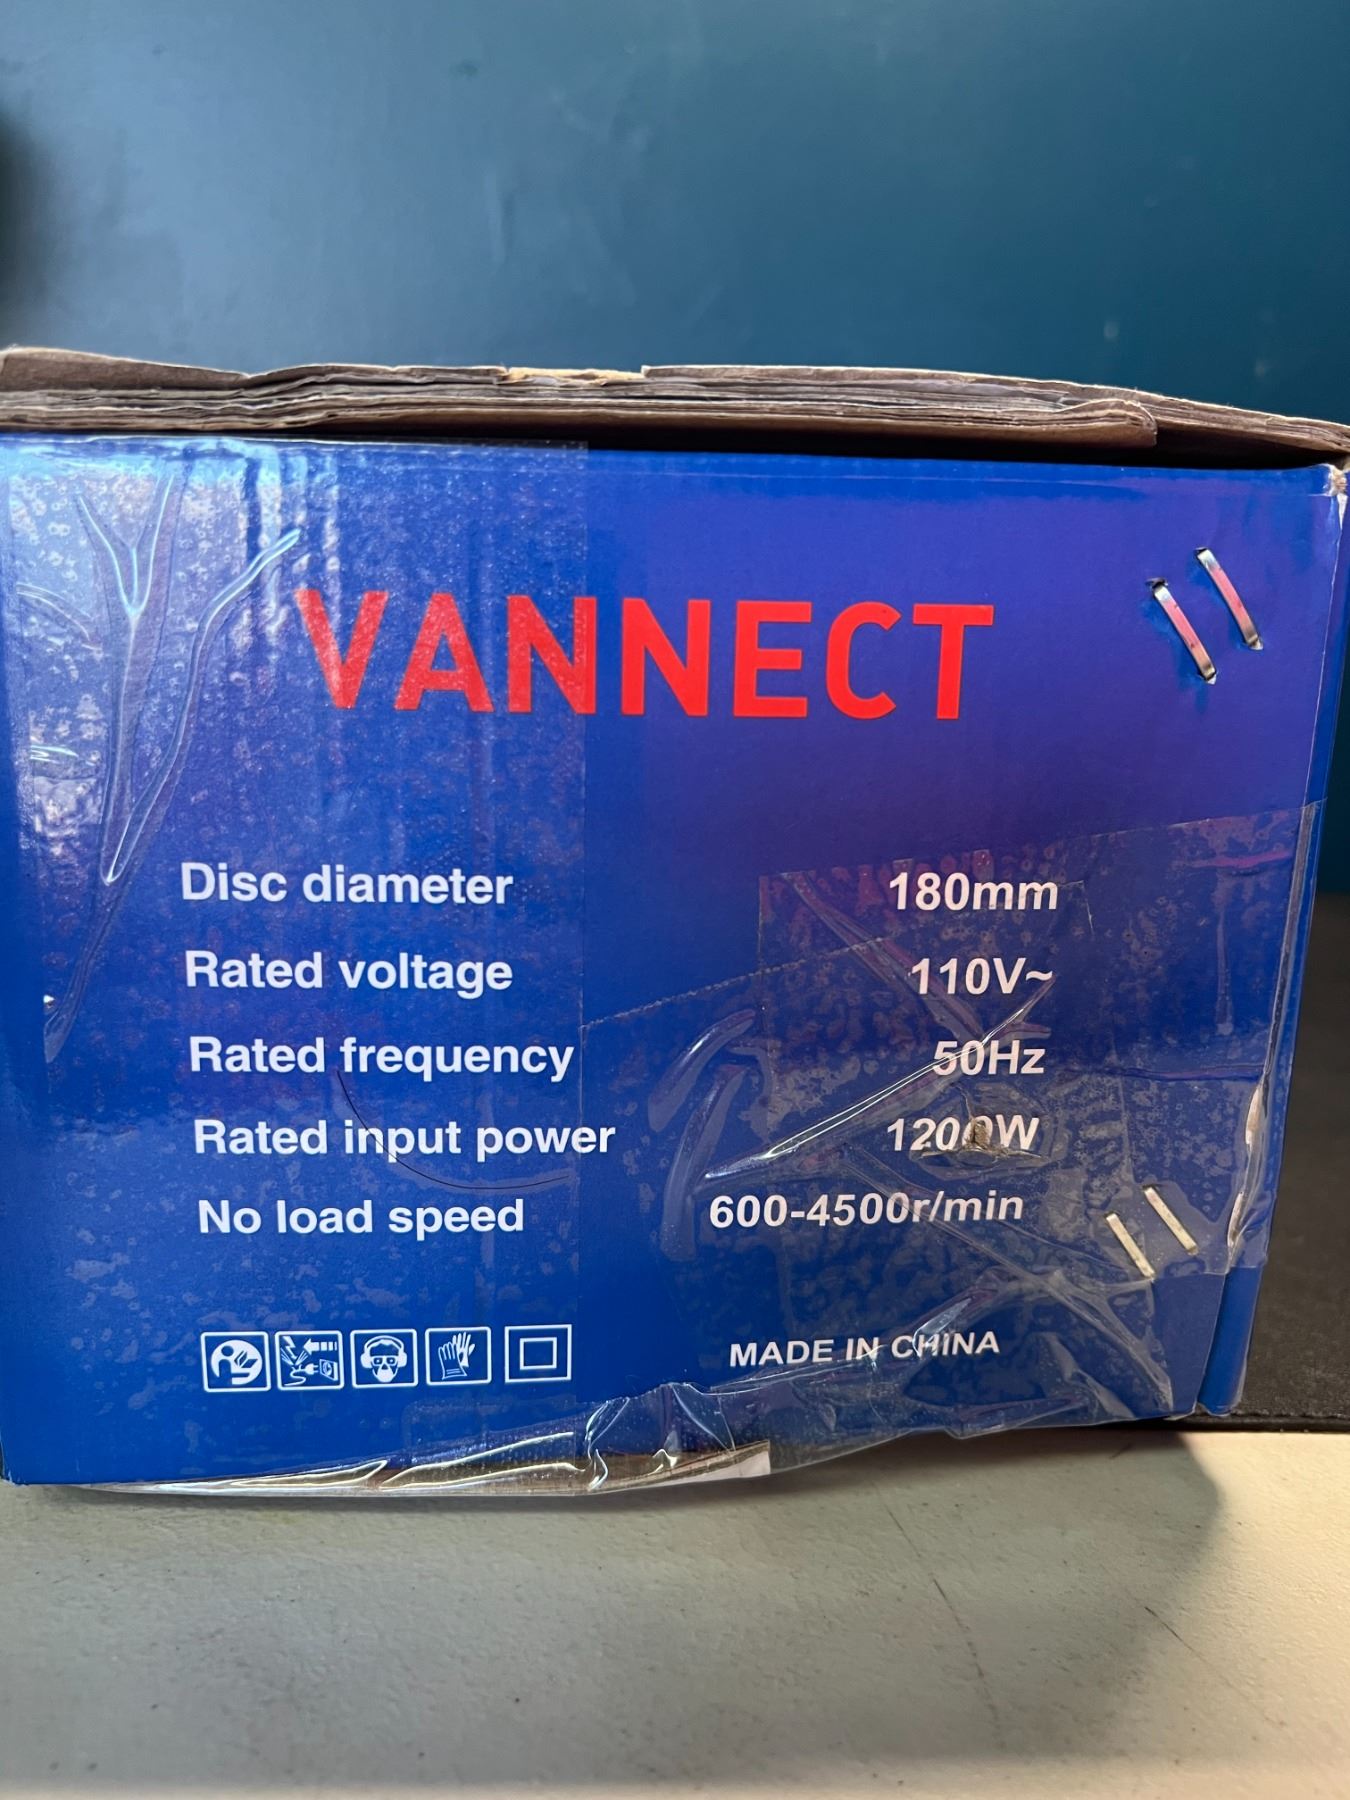 VANNECT
Disc diameter 180mm
Rated voltage 110V~
Rated frequency 50Hz
Rated input power 1200W
No load speed 600-4500r/min
MADE IN CHINA